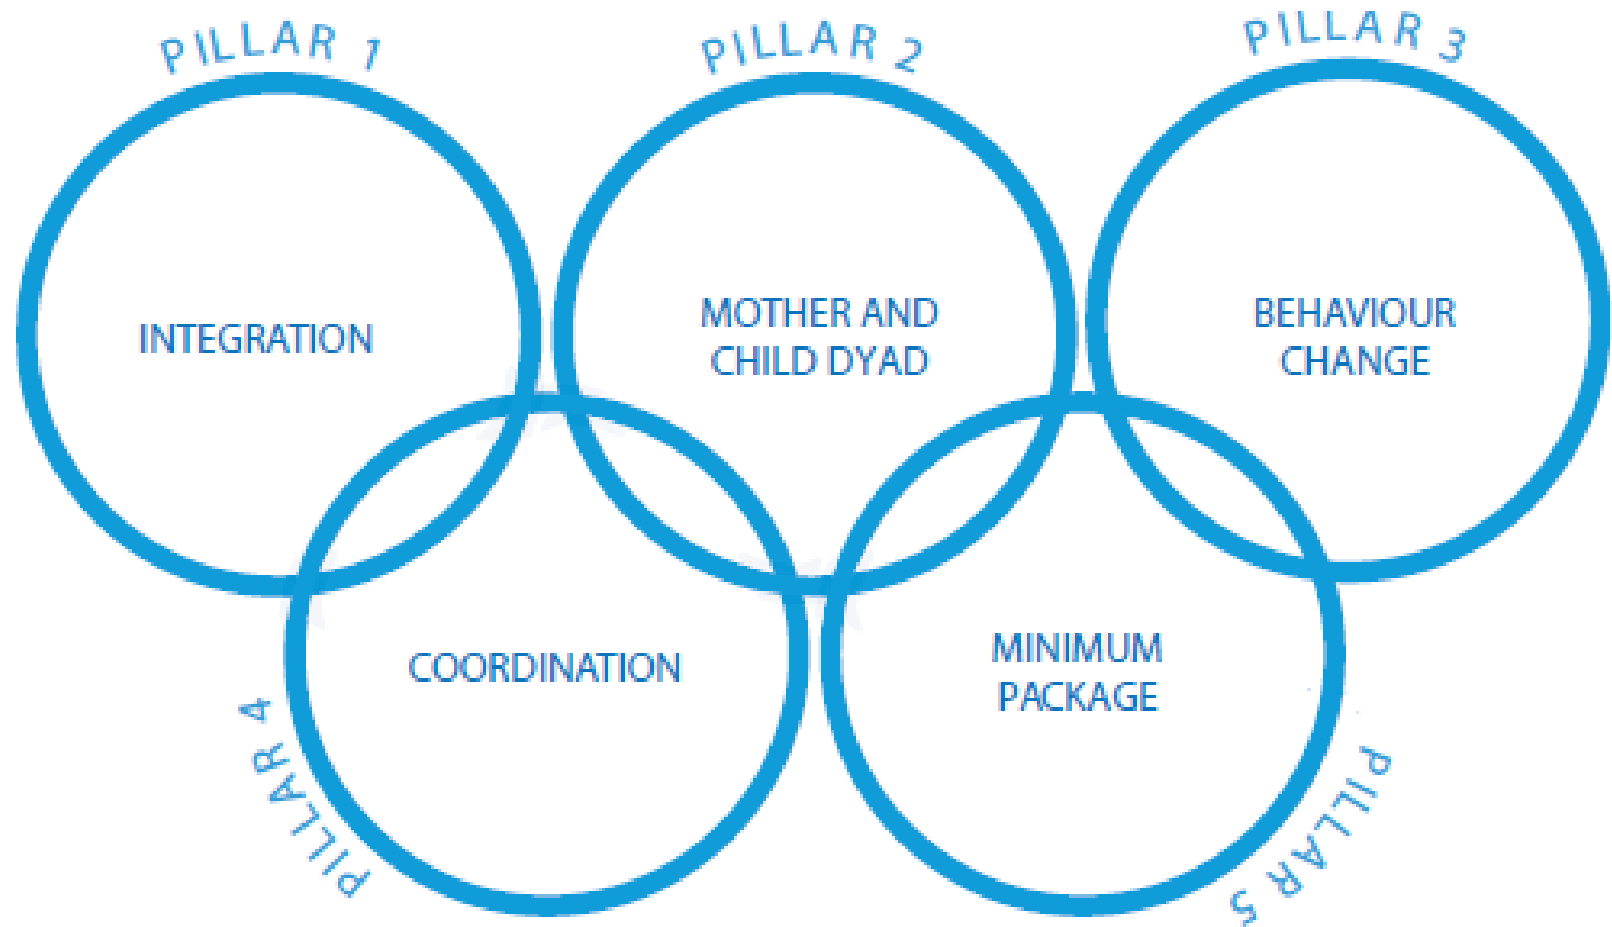 PILLAR 1
INTEGRATION
PILLAR 2
MOTHER AND
CHILD DYAD
PILLAR 3
BEHAVIOUR
CHANGE
PILLAR 4
COORDINATION
PILLAR 5
MINIMUM
PACKAGE